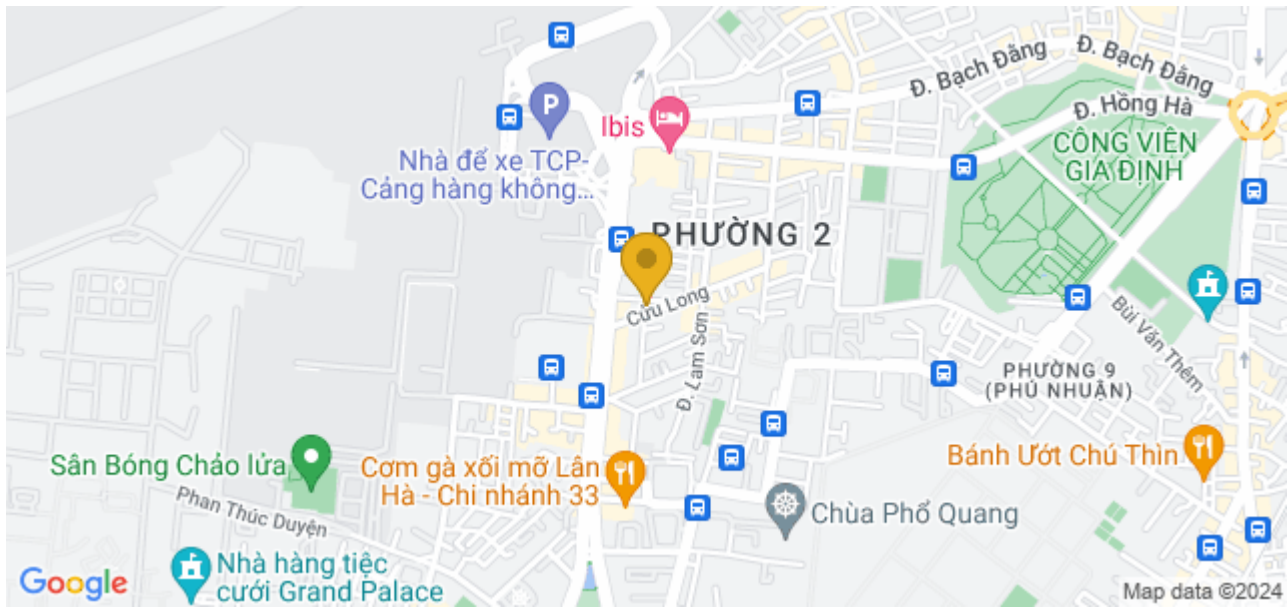 Đ. Bạch Đằng
Đ. Bạch Đằng
Đ. Hồng Hà
P
Ibis
CÔNG VIÊN
GIA ĐỊNH
Nhà để xe TCP-
Cảng hàng không...
PHƯỜNG 2
Cửu Long
Bùi Văn Thêm
Đ. Lam Sơn
PHƯỜNG 9
(PHÚ NHUẬN)
Sân Bóng Chảo lửa
Cơm gà xối mỡ Lân
Hà - Chi nhánh 33
Bánh Ướt Chú Thìn
Phan Thúc Duyện
Chùa Phổ Quang
Nhà hàng tiệc
cưới Grand Palace
Google
Map data ©2024